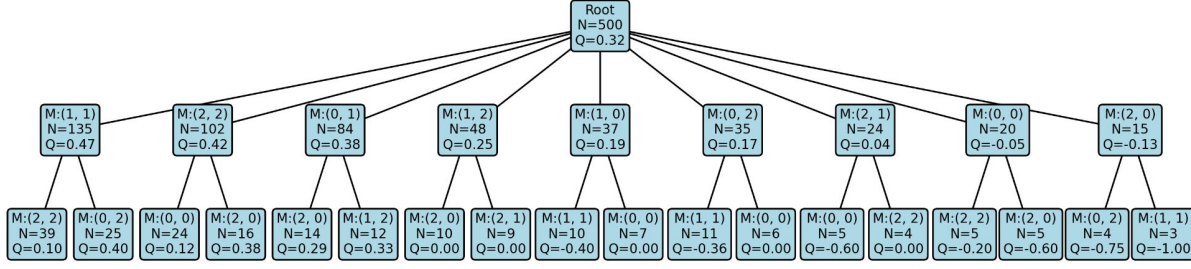 Root
N=500
Q=0.32
M:(1, 1)
N=135
Q=0.47
M:(2, 2)
N=102
Q=0.42
M:(0, 1)
N=84
Q=0.38
M:(1, 2)
N=48
Q=0.25
M:(1, 0)
N=37
Q=0.19
M:(0, 2)
N=35
Q=0.17
M:(2, 1)
N=24
Q=0.04
M:(0, 0)
N=20
Q=-0.05
M:(2, 0)
N=15
Q=-0.13
M:(2, 2)
N=39
Q=0.10
M:(0, 2)
N=25
Q=0.40
M:(0, 0)
N=24
Q=0.12
M:(2, 0)
N=16
Q=0.38
M:(2, 0)
N=14
Q=0.29
M:(1, 2)
N=12
Q=0.33
M:(2, 0)
N=10
Q=0.00
M:(2, 1)
N=9
Q=0.00
M:(1, 1)
N=10
Q=-0.40
M:(0, 0)
N=7
Q=0.00
M:(1, 1)
N=11
Q=-0.36
M:(0, 0)
N=6
Q=0.00
M:(0, 0)
N=5
Q=-0.60
M:(2, 2)
N=4
Q=0.00
M:(2, 2)
N=5
Q=-0.20
M:(2, 0)
N=5
Q=-0.60
M:(0, 2)
N=4
Q=-0.75
M:(1, 1)
N=3
Q=-1.00